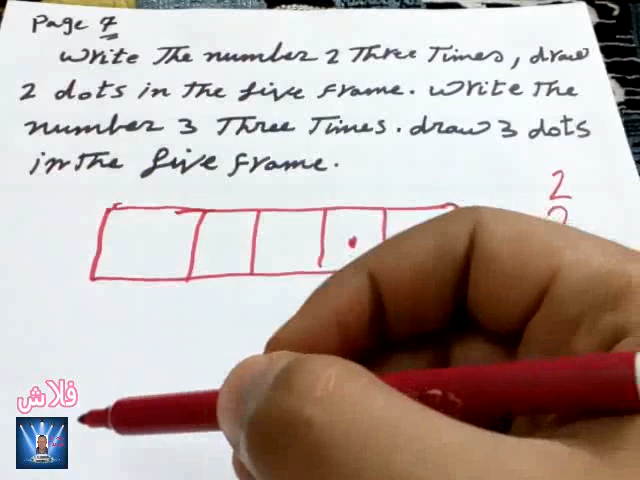 Page 7
Write The number 2 Three Times, draw
2 dots in the five frame. Write The
number 3 Three Times. draw 3 dots
in the five frame.
2
2
فلاش